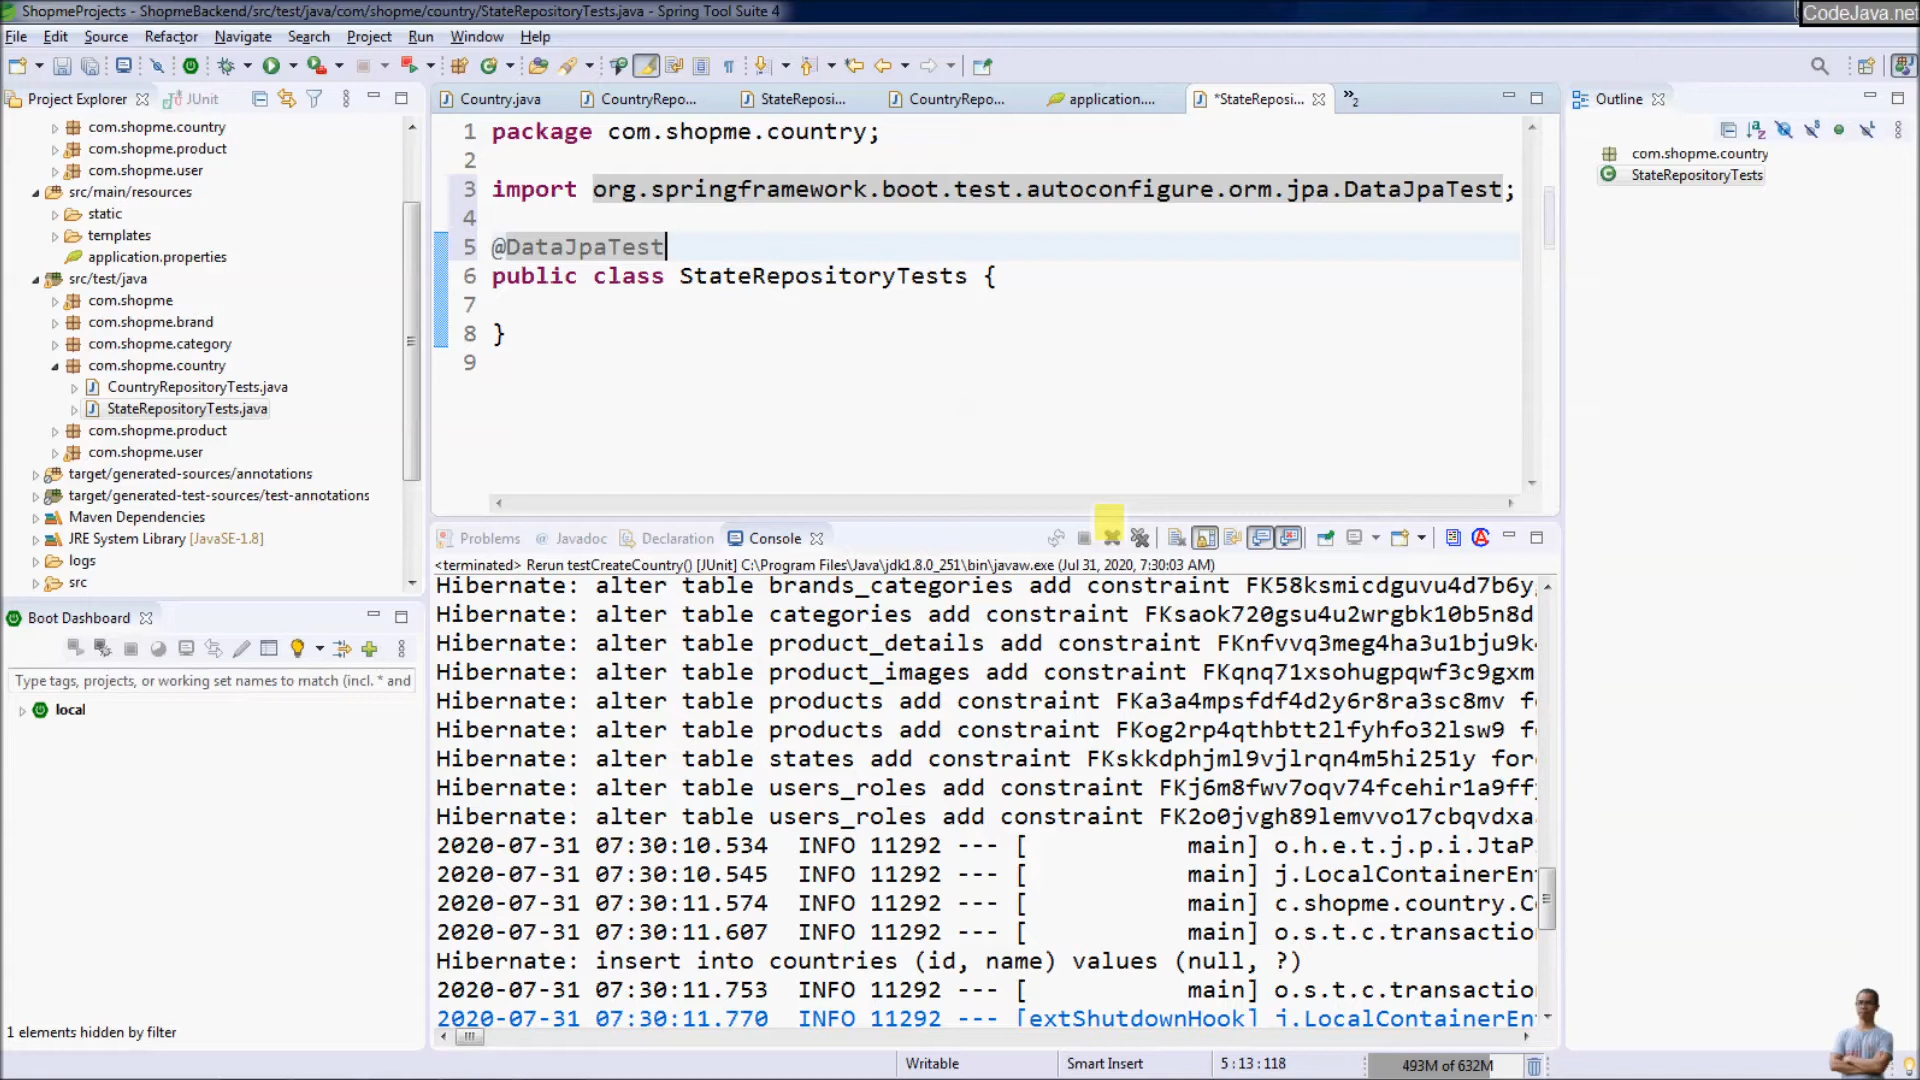 ShopmeProjects - ShopmeBackend/src/test/java/com/shopme/country/StateRepositoryTests.java - Spring Tool Suite 4
CodeJava.net
File Edit Source Refactor Navigate Search Project Run Window Help
Project Explorer JUnit
com.shopme.country
com.shopme.product
com.shopme.user
src/main/resources
static
templates
application.properties
src/test/java
com.shopme
com.shopme.brand
com.shopme.category
com.shopme.country
CountryRepositoryTests.java
StateRepositoryTests.java
com.shopme.product
com.shopme.user
target/generated-sources/annotations
target/generated-test-sources/test-annotations
Maven Dependencies
JRE System Library [JavaSE-1.8]
logs
src
Boot Dashboard
Type tags, projects, or working set names to match (incl. * and
local
1 elements hidden by filter
Country.java CountryRepo... StateReposi... CountryRepo... application.... *StateReposi... »2
1 package com.shopme.country;
2
3 import org.springframework.boot.test.autoconfigure.orm.jpa.DataJpaTest;
4
5 @DataJpaTest
6 public class StateRepositoryTests {
7
8 }
9
Problems @ Javadoc Declaration Console
<terminated> Rerun testCreateCountry() [JUnit] C:\Program Files\Java\jdk1.8.0_251\bin\javaw.exe (Jul 31, 2020, 7:30:03 AM)
Hibernate: alter table brands_categories add constraint FK58ksmicdguvu4d7b6y
Hibernate: alter table categories add constraint FKsaok720gsu4u2wrgbk10b5n8d
Hibernate: alter table product_details add constraint FKnfvvq3meg4ha3u1bju9k
Hibernate: alter table product_images add constraint FKqnq71xsohugpqwf3c9gxm
Hibernate: alter table products add constraint FKa3a4mpsfdf4d2y6r8ra3sc8mv f
Hibernate: alter table products add constraint FKog2rp4qthbtt2lfyhfo32lsw9 f
Hibernate: alter table states add constraint FKskkdphjml9vjlrqn4m5hi251y for
Hibernate: alter table users_roles add constraint FKj6m8fwv7oqv74fcehir1a9ff
Hibernate: alter table users_roles add constraint FK2o0jvgh89lemvvo17cbqvdxa
2020-07-31 07:30:10.534 INFO 11292 --- [ main] o.h.e.t.j.p.i.JtaP
2020-07-31 07:30:10.545 INFO 11292 --- [ main] j.LocalContainerEn
2020-07-31 07:30:11.574 INFO 11292 --- [ main] c.shopme.country.C
2020-07-31 07:30:11.607 INFO 11292 --- [ main] o.s.t.c.transactio
Hibernate: insert into countries (id, name) values (null, ?)
2020-07-31 07:30:11.753 INFO 11292 --- [ main] o.s.t.c.transactio
2020-07-31 07:30:11.770 INFO 11292 --- [extShutdownHook] j.LocalContainerEn
Outline
com.shopme.country
StateRepositoryTests
Writable Smart Insert 5 : 13 : 118 493M of 632M